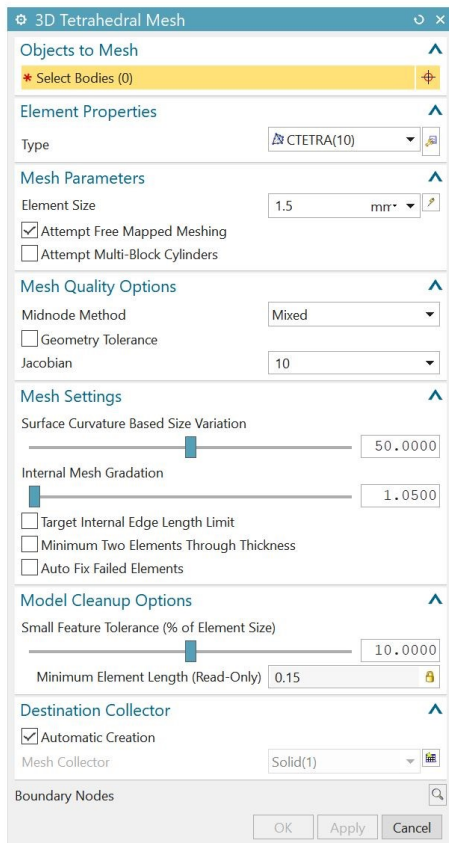 3D Tetrahedral Mesh
Objects to Mesh
* Select Bodies (0)
Element Properties
Type CTETRA(10)
Mesh Parameters
Element Size 1.5 mm
Attempt Free Mapped Meshing
Attempt Multi-Block Cylinders
Mesh Quality Options
Midnode Method Mixed
Geometry Tolerance
Jacobian 10
Mesh Settings
Surface Curvature Based Size Variation
50.0000
Internal Mesh Gradation
1.0500
Target Internal Edge Length Limit
Minimum Two Elements Through Thickness
Auto Fix Failed Elements
Model Cleanup Options
Small Feature Tolerance (% of Element Size)
10.0000
Minimum Element Length (Read-Only) 0.15
Destination Collector
Automatic Creation
Mesh Collector Solid(1)
Boundary Nodes
OK Apply Cancel